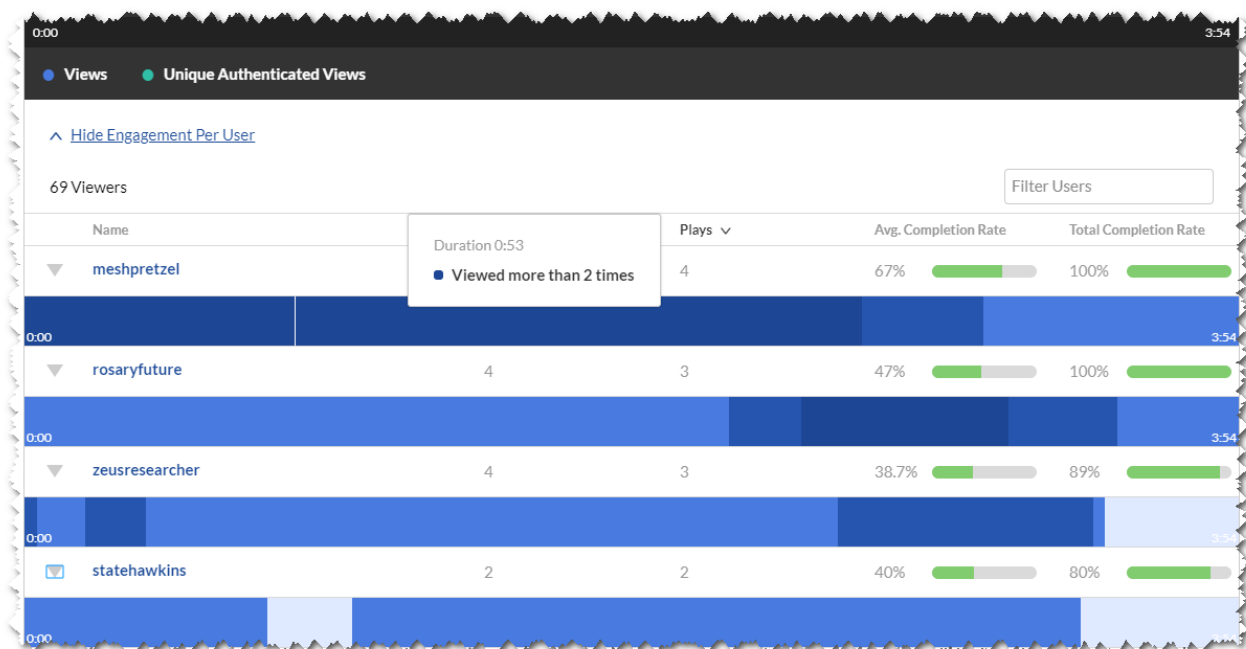 0:00 3:54
Views Unique Authenticated Views
Hide Engagement Per User
69 Viewers Filter Users
Name Plays Avg. Completion Rate Total Completion Rate
Duration 0:53
Viewed more than 2 times
meshpretzel 4 67% 100%
0:00 3:54
rosaryfuture 4 3 47% 100%
0:00 3:54
zeusresearcher 4 3 38.7% 89%
0:00 3:54
statehawkins 2 2 40% 80%
0:00